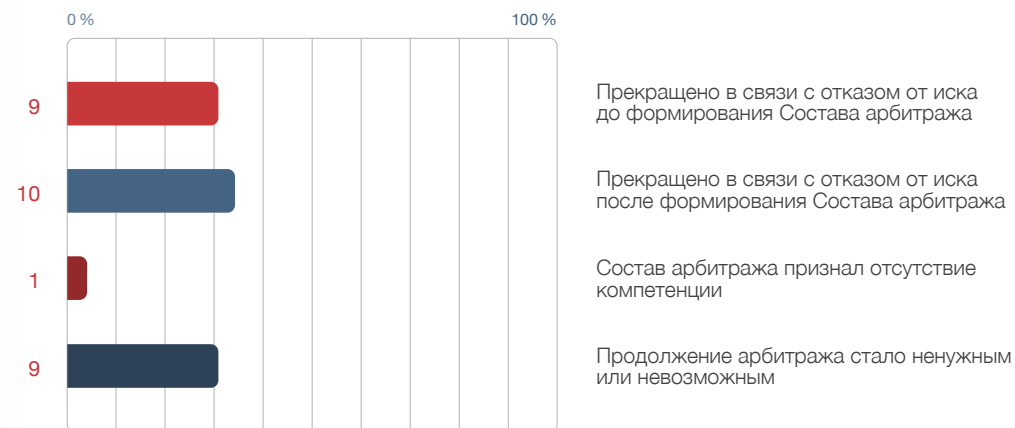 0 %
100 %
9
Прекращено в связи с отказом от иска
до формирования Состава арбитража
10
Прекращено в связи с отказом от иска
после формирования Состава арбитража
1
Состав арбитража признал отсутствие
компетенции
9
Продолжение арбитража стало ненужным
или невозможным